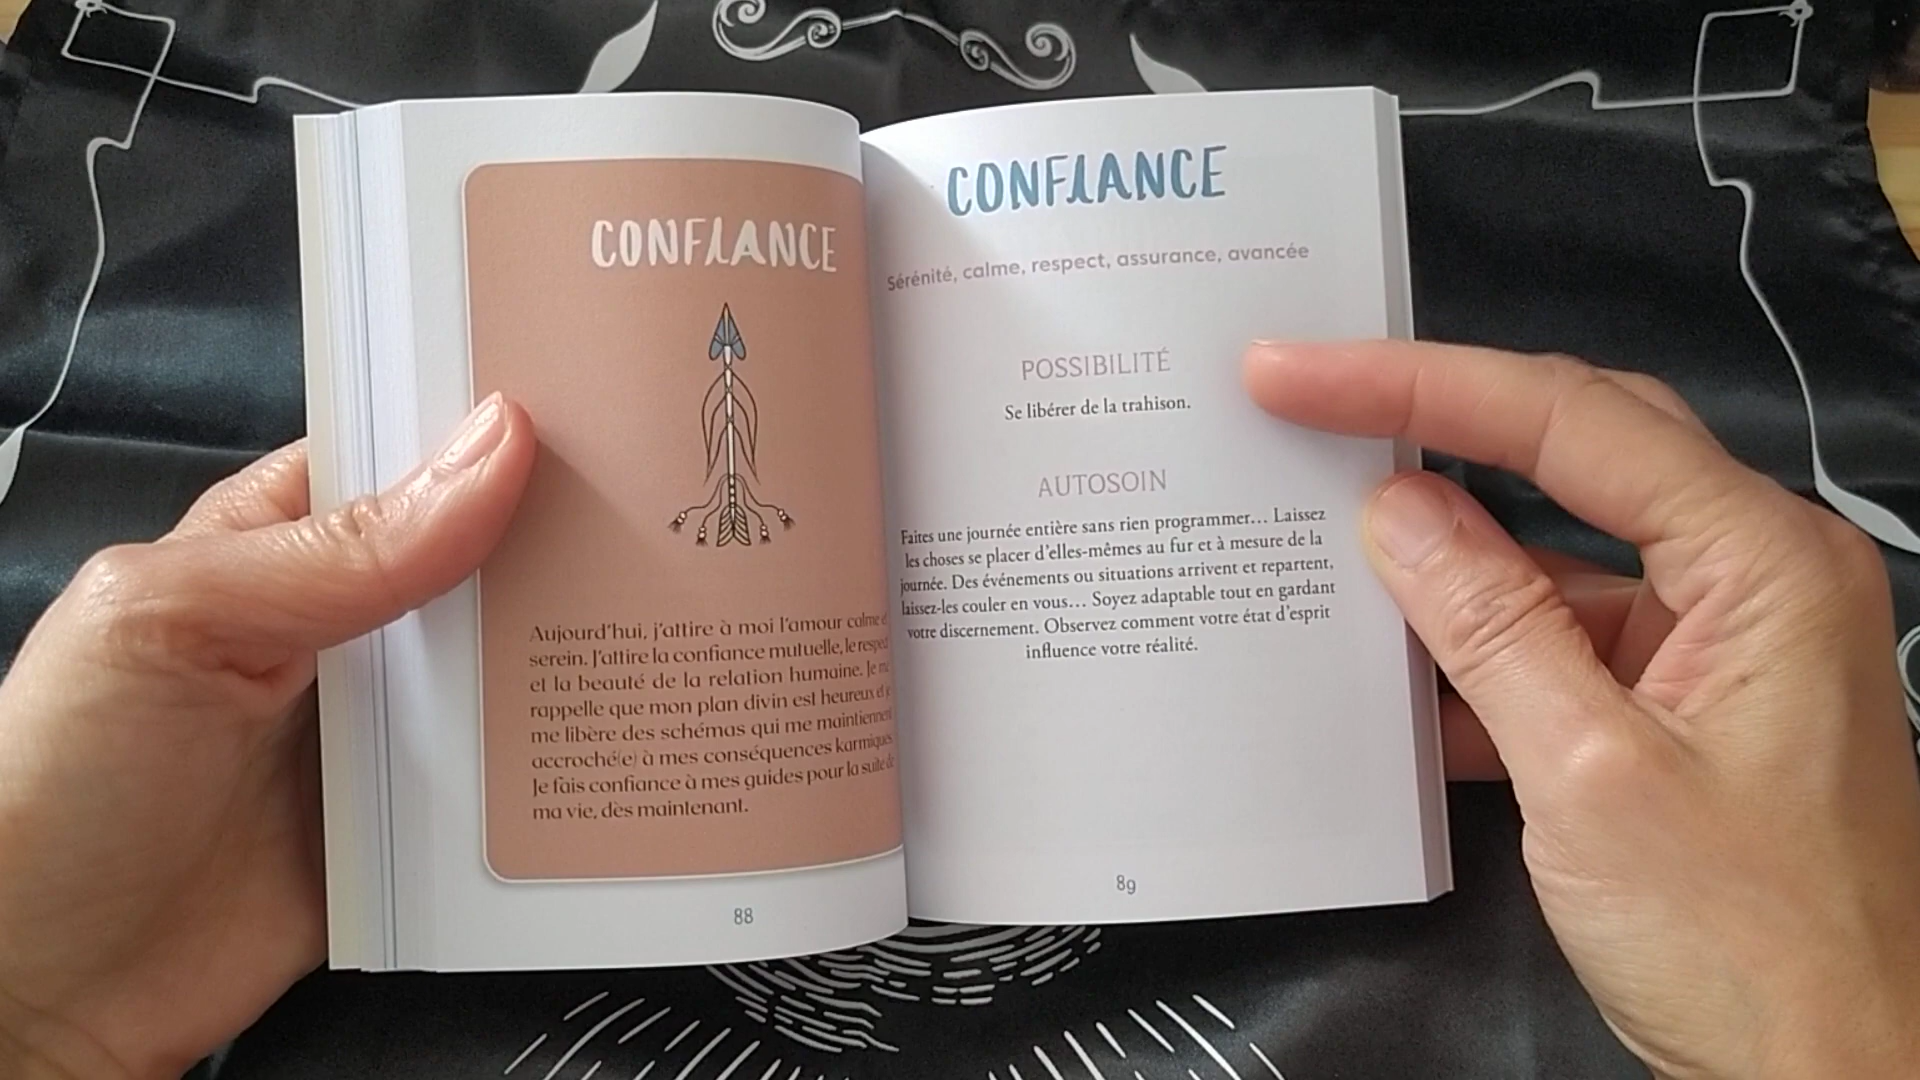 CONFIANCE
Aujourd'hui, j'attire à moi l'amour calme et
serein. J'attire la confiance mutuelle, le respect
et la beauté de la relation humaine. Je me
rappelle que mon plan divin est heureux et je
me libère des schémas qui me maintiennent
accroché(e) à mes conséquences karmiques
Je fais confiance à mes guides pour la suite de
ma vie, dès maintenant.
88
CONFIANCE
Sérénité, calme, respect, assurance, avancée
POSSIBILITÉ
Se libérer de la trahison.
AUTOSOIN
Faites une journée entière sans rien programmer... Laissez
les choses se placer d'elles-mêmes au fur et à mesure de la
journée. Des événements ou situations arrivent et repartent,
laissez-les couler en vous... Soyez adaptable tout en gardant
votre discernement. Observez comment votre état d'esprit
influence votre réalité.
89